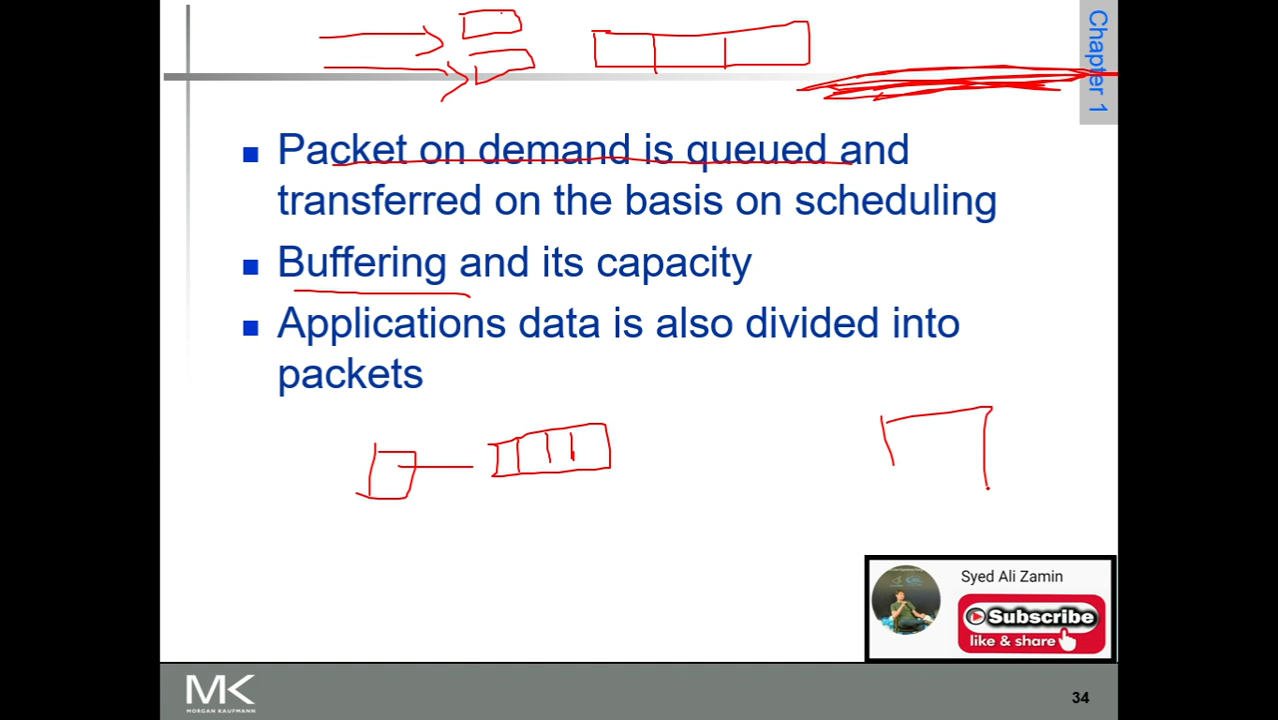 Chapter 1
Packet on demand is queued and
transferred on the basis on scheduling
Buffering and its capacity
Applications data is also divided into
packets
Syed Ali Zamin
Subscribe
like & share
MK
MORGAN KAUFMANN
34